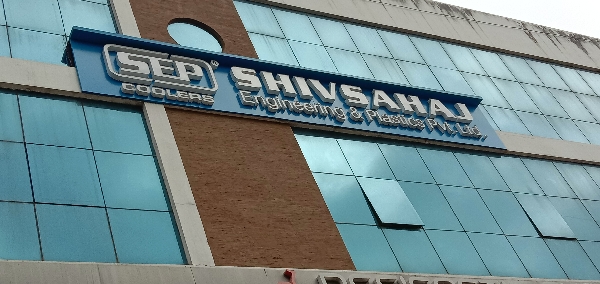 SEP
COOLERS
SHIVSAHAJ
Engineering & Plastics Pvt. Ltd.